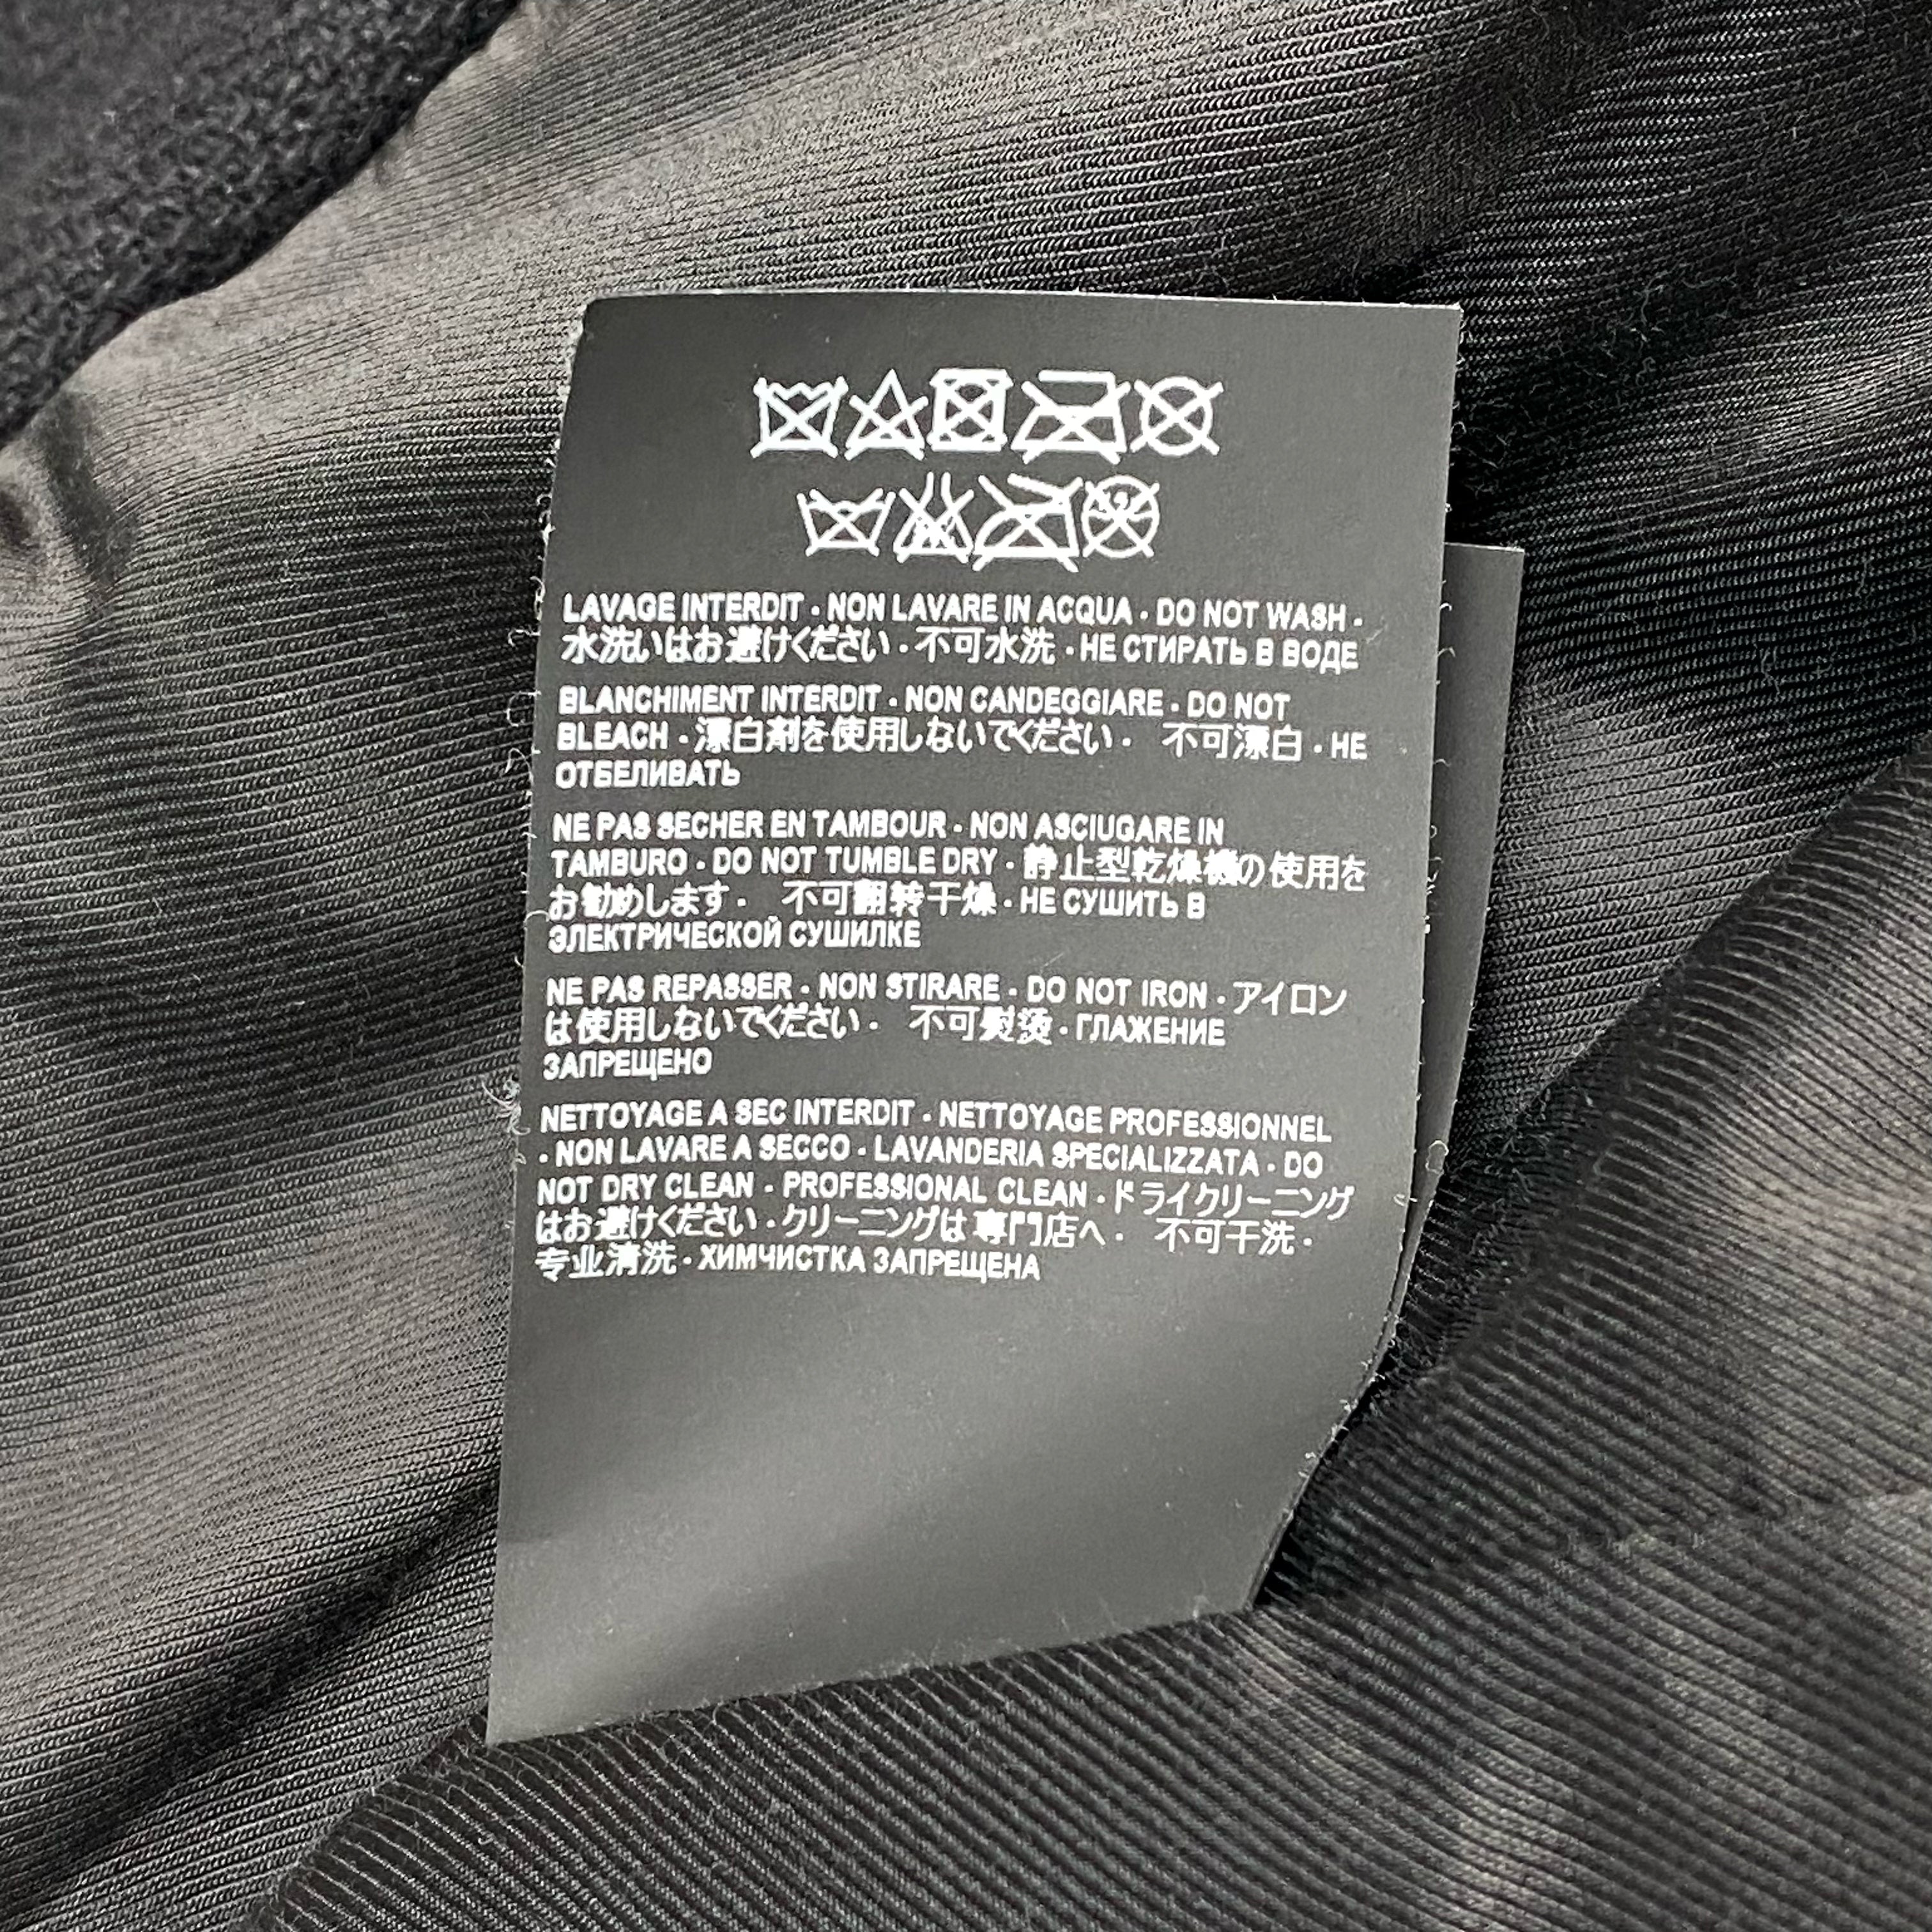 LAVAGE INTERDIT · NON LAVARE IN ACQUA · DO NOT WASH ·
水洗いはお避けください · 不可水洗 · НЕ СТИРАТЬ В ВОДЕ
BLANCHIMENT INTERDIT · NON CANDEGGIARE · DO NOT
BLEACH · 漂白剤を使用しないでください · 不可漂白 · НЕ
ОТБЕЛИВАТЬ
NE PAS SECHER EN TAMBOUR · NON ASCIUGARE IN
TAMBURO · DO NOT TUMBLE DRY · 静止型乾燥機の使用を
お勧めします · 不可翻转干燥 · НЕ СУШИТЬ В
ЭЛЕКТРИЧЕСКОЙ СУШИЛКЕ
NE PAS REPASSER · NON STIRARE · DO NOT IRON · アイロン
は使用しないでください · 不可熨烫 · ГЛАЖЕНИЕ
ЗАПРЕЩЕНО
NETTOYAGE A SEC INTERDIT · NETTOYAGE PROFESSIONNEL
· NON LAVARE A SECCO · LAVANDERIA SPECIALIZZATA · DO
NOT DRY CLEAN · PROFESSIONAL CLEAN · ドライクリーニング
はお避けください · クリーニングは専門店へ · 不可干洗 ·
专业清洗 · ХИМЧИСТКА ЗАПРЕЩЕНА